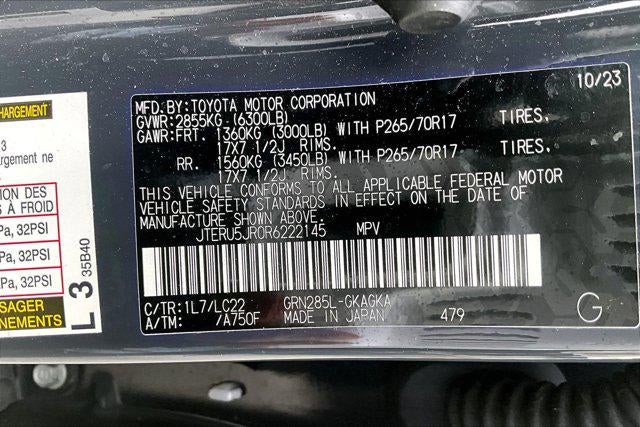 10/23
MFD.BY:TOYOTA MOTOR CORPORATION
GVWR:2855KG (6300LB)
GAWR:FRT. 1360KG (3000LB) WITH P265/70R17 TIRES.
17X7 1/2J RIMS.
RR. 1560KG (3450LB) WITH P265/70R17 TIRES.
17X7 1/2J RIMS.
THIS VEHICLE CONFORMS TO ALL APPLICABLE FEDERAL MOTOR
VEHICLE SAFETY STANDARDS IN EFFECT ON THE DATE OF
MANUFACTURE SHOWN ABOVE.
JTERU5JR0R6222145 MPV
C/TR:1L7/LC22 GRN285L-GKAGKA
A/TM: /A750F MADE IN JAPAN 479 G
CHARGEMENT
3
argement ne
ION DES
À FROID
Pa, 32PSI
Pa, 32PSI
SAGER
NEMENTS
L 3 35B40